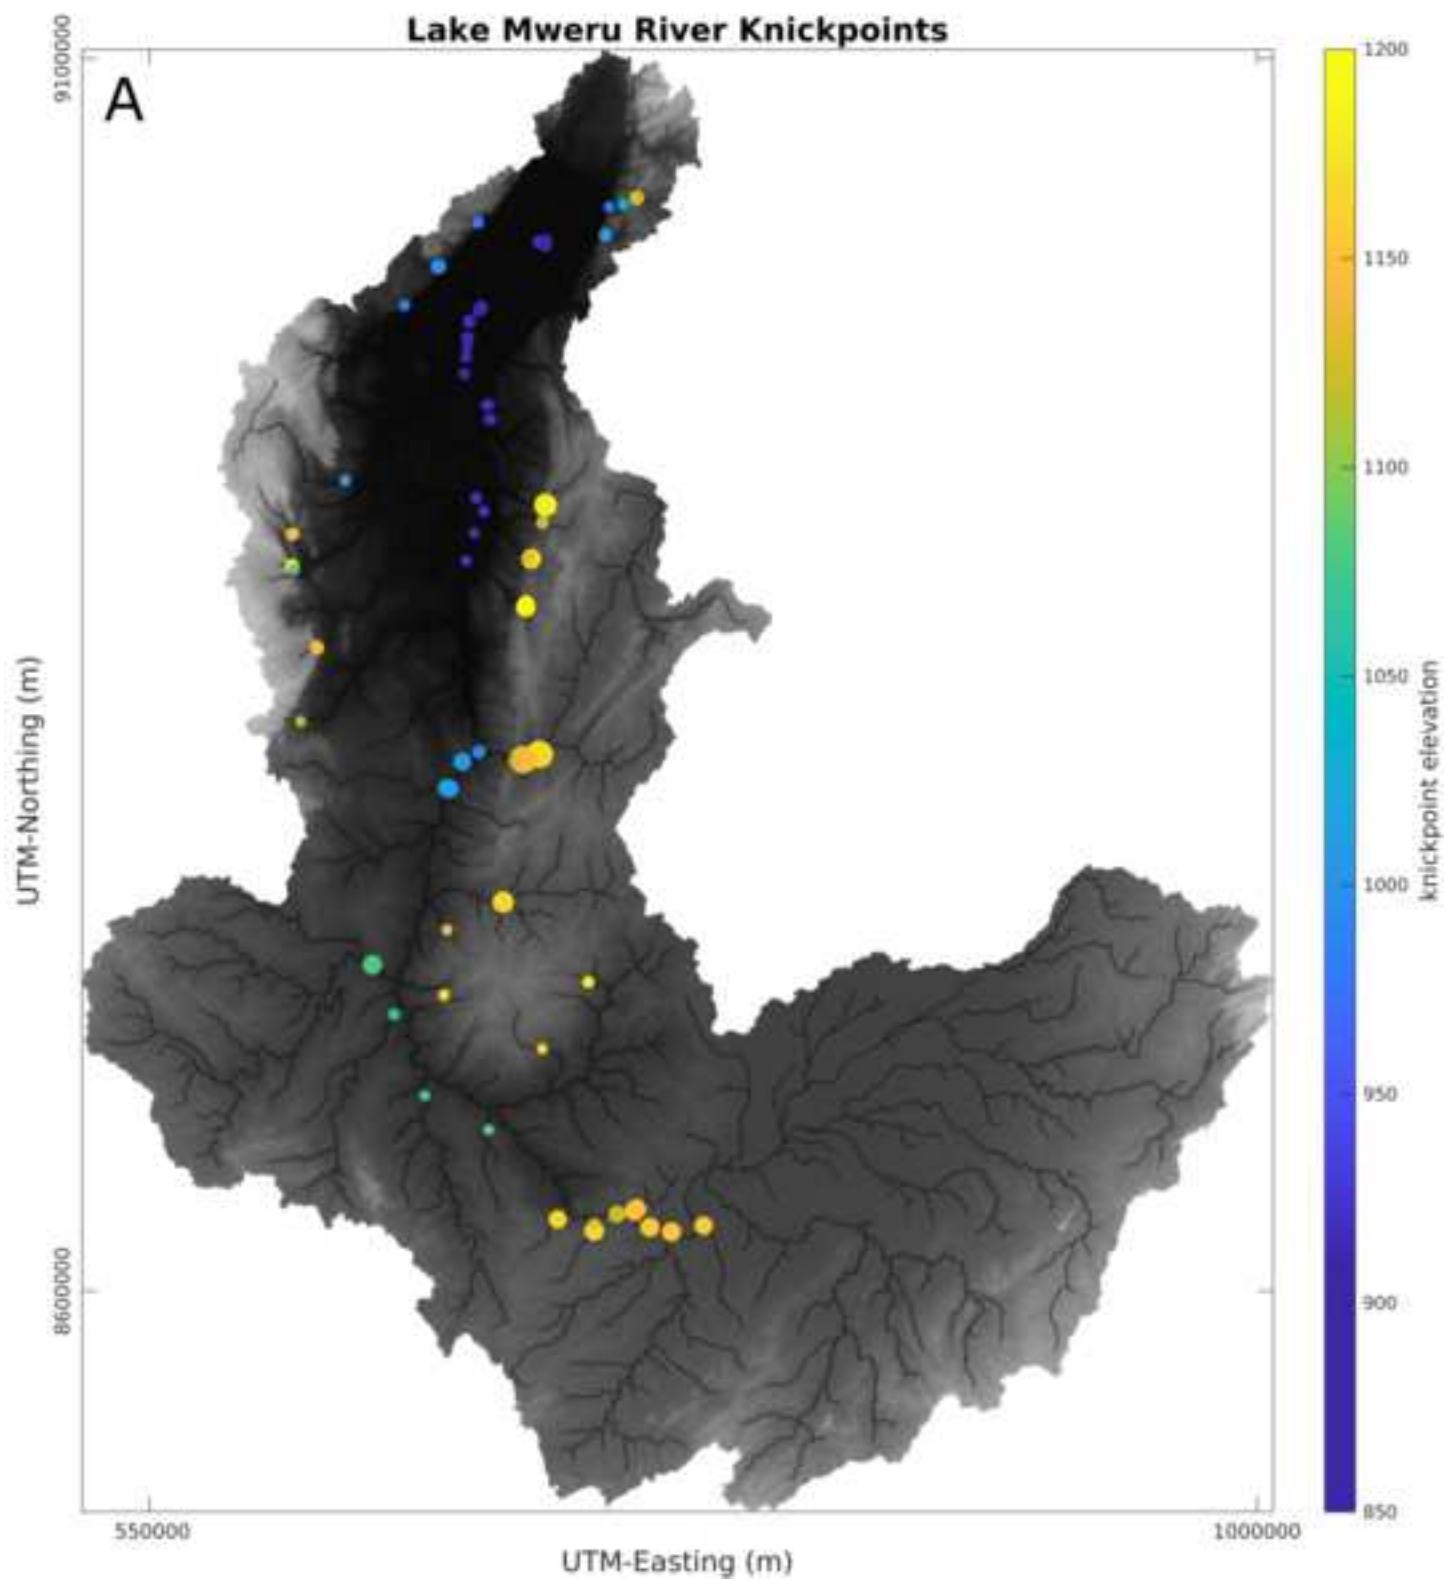 Lake Mweru River Knickpoints
A
9100000
8600000
UTM-Northing (m)
550000
1000000
UTM-Easting (m)
1200
1150
1100
1050
1000
950
900
850
knickpoint elevation